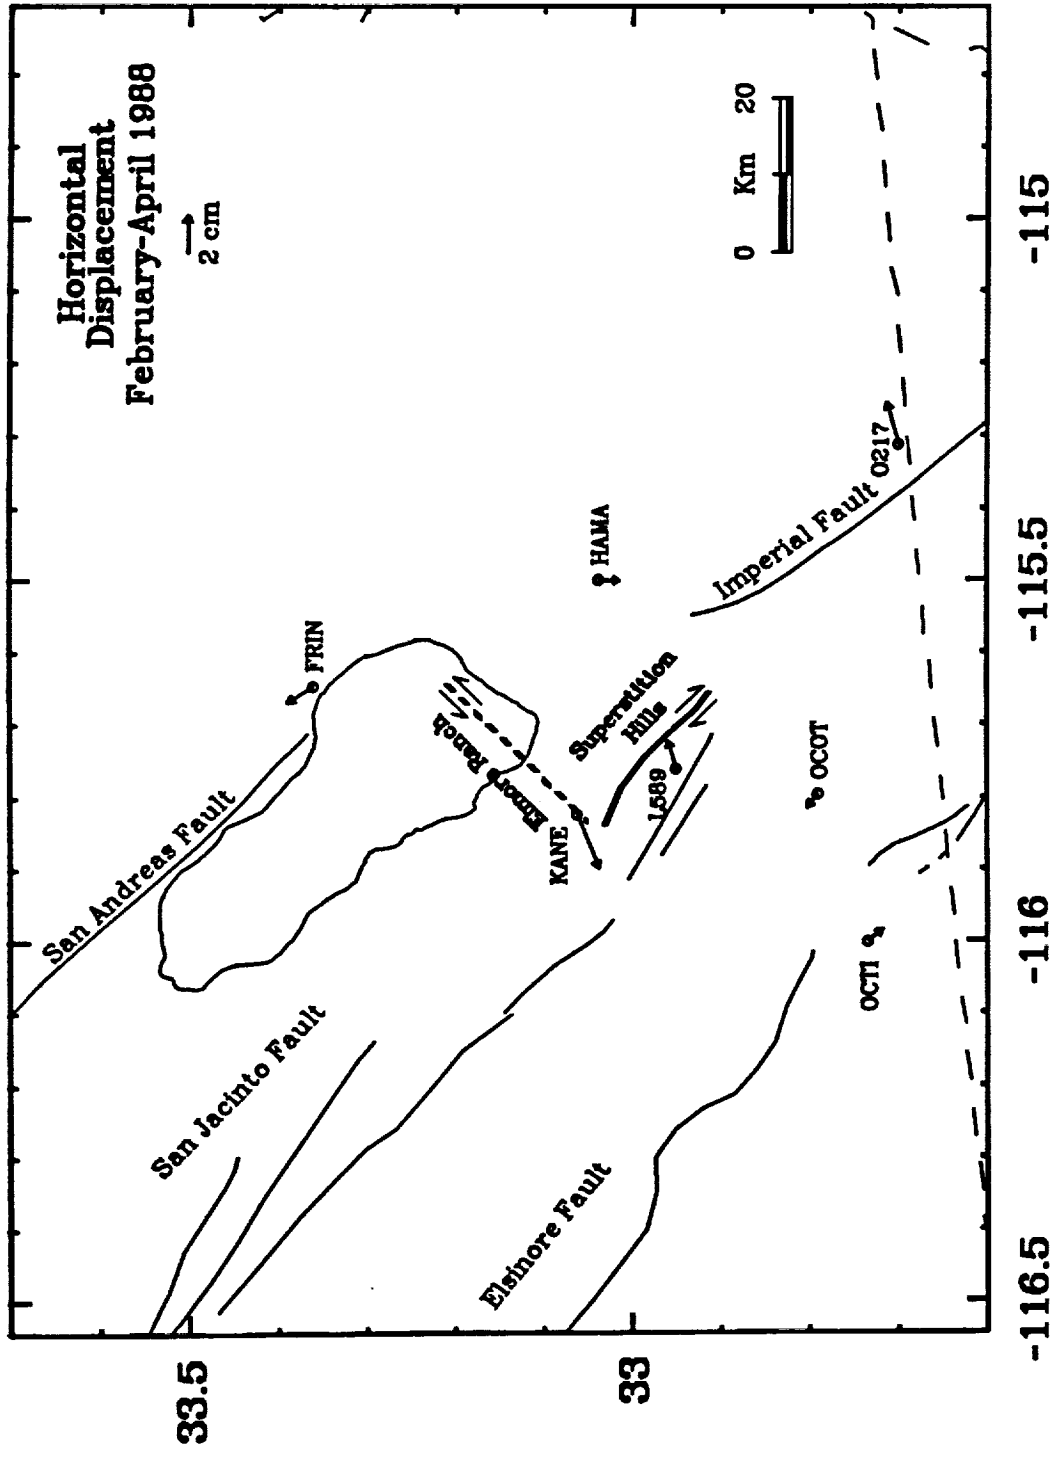 Horizontal
Displacement
February-April 1988
2 cm
San Andreas Fault
FRIN
San Jacinto Fault
Elmore Ranch
KANE
HAMA
Superstition
Hills
L589
Elsinore Fault
Imperial Fault
0217
OCOT
OCTI
0 Km 20
33.5
33
-116.5
-116
-115.5
-115